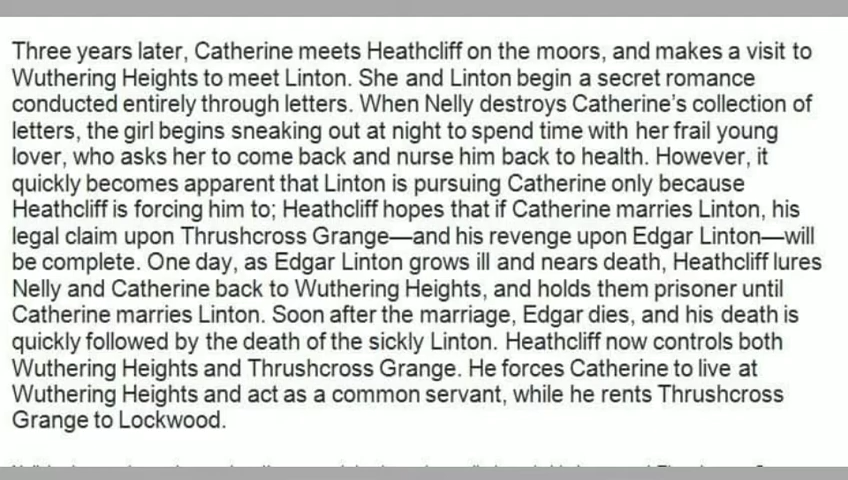 Three years later, Catherine meets Heathcliff on the moors, and makes a visit to
Wuthering Heights to meet Linton. She and Linton begin a secret romance
conducted entirely through letters. When Nelly destroys Catherine’s collection of
letters, the girl begins sneaking out at night to spend time with her frail young
lover, who asks her to come back and nurse him back to health. However, it
quickly becomes apparent that Linton is pursuing Catherine only because
Heathcliff is forcing him to; Heathcliff hopes that if Catherine marries Linton, his
legal claim upon Thrushcross Grange—and his revenge upon Edgar Linton—will
be complete. One day, as Edgar Linton grows ill and nears death, Heathcliff lures
Nelly and Catherine back to Wuthering Heights, and holds them prisoner until
Catherine marries Linton. Soon after the marriage, Edgar dies, and his death is
quickly followed by the death of the sickly Linton. Heathcliff now controls both
Wuthering Heights and Thrushcross Grange. He forces Catherine to live at
Wuthering Heights and act as a common servant, while he rents Thrushcross
Grange to Lockwood.